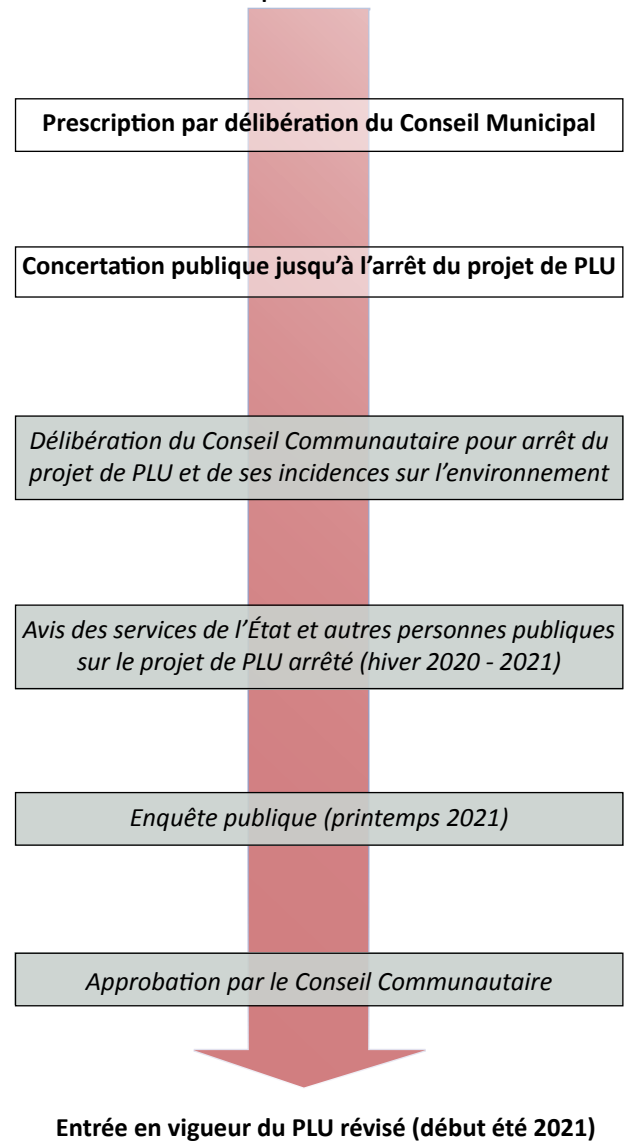 Prescription par délibération du Conseil Municipal
Concertation publique jusqu’à l’arrêt du projet de PLU
Délibération du Conseil Communautaire pour arrêt du
projet de PLU et de ses incidences sur l’environnement
Avis des services de l’État et autres personnes publiques
sur le projet de PLU arrêté (hiver 2020 - 2021)
Enquête publique (printemps 2021)
Approbation par le Conseil Communautaire
Entrée en vigueur du PLU révisé (début été 2021)